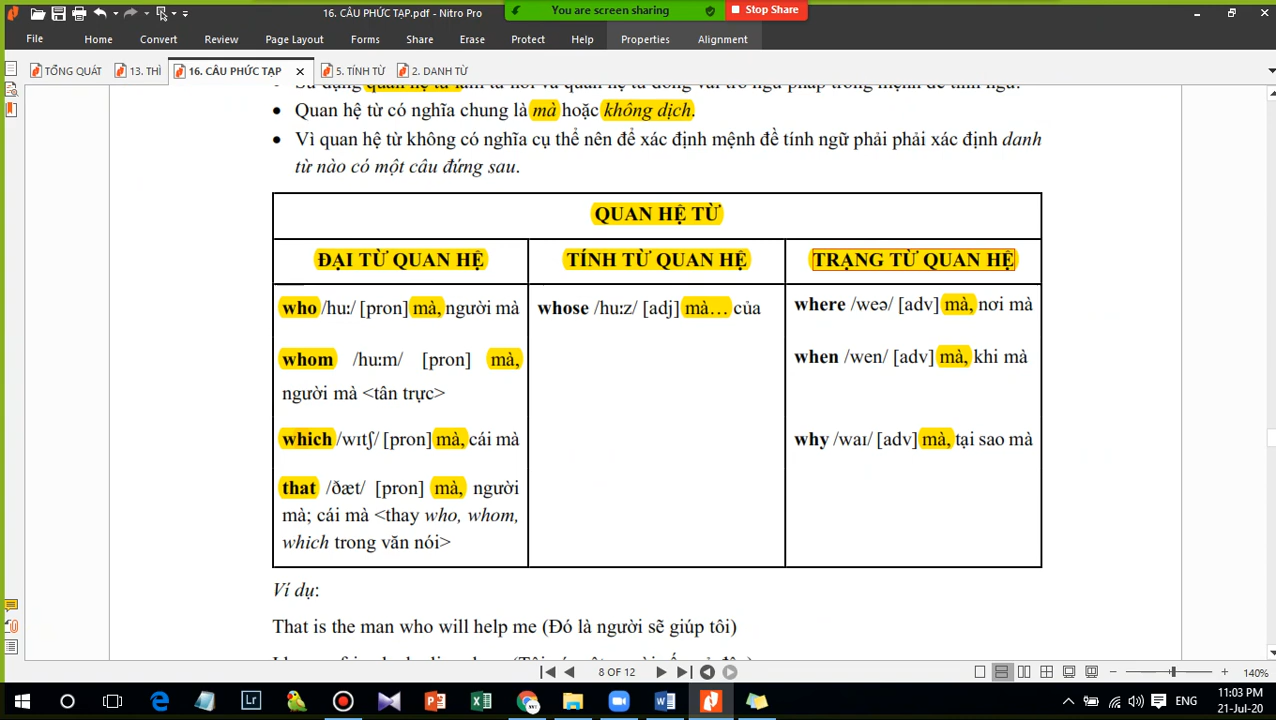 16. CÂU PHỨC TẠP.pdf - Nitro Pro
You are screen sharing
Stop Share
File Home Convert Review Page Layout Forms Share Erase Protect Help Properties Alignment
TỔNG QUÁT 13. THÌ 16. CÂU PHỨC TẠP × 5. TÍNH TỪ 2. DANH TỪ
• Quan hệ từ có nghĩa chung là mà hoặc không dịch.
• Vì quan hệ từ không có nghĩa cụ thể nên để xác định mệnh đề tính ngữ phải phải xác định danh
từ nào có một câu đứng sau.
QUAN HỆ TỪ
ĐẠI TỪ QUAN HỆ TÍNH TỪ QUAN HỆ TRẠNG TỪ QUAN HỆ
who /huː/ [pron] mà, người mà
whom /huːm/ [pron] mà,
người mà <tân trực>
which /wɪtʃ/ [pron] mà, cái mà
that /ðæt/ [pron] mà, người
mà; cái mà <thay who, whom,
which trong văn nói>
whose /huːz/ [adj] mà… của
where /weə/ [adv] mà, nơi mà
when /wen/ [adv] mà, khi mà
why /waɪ/ [adv] mà, tại sao mà
Ví dụ:
That is the man who will help me (Đó là người sẽ giúp tôi)
8 OF 12
140%
ENG
11:03 PM
21-Jul-20